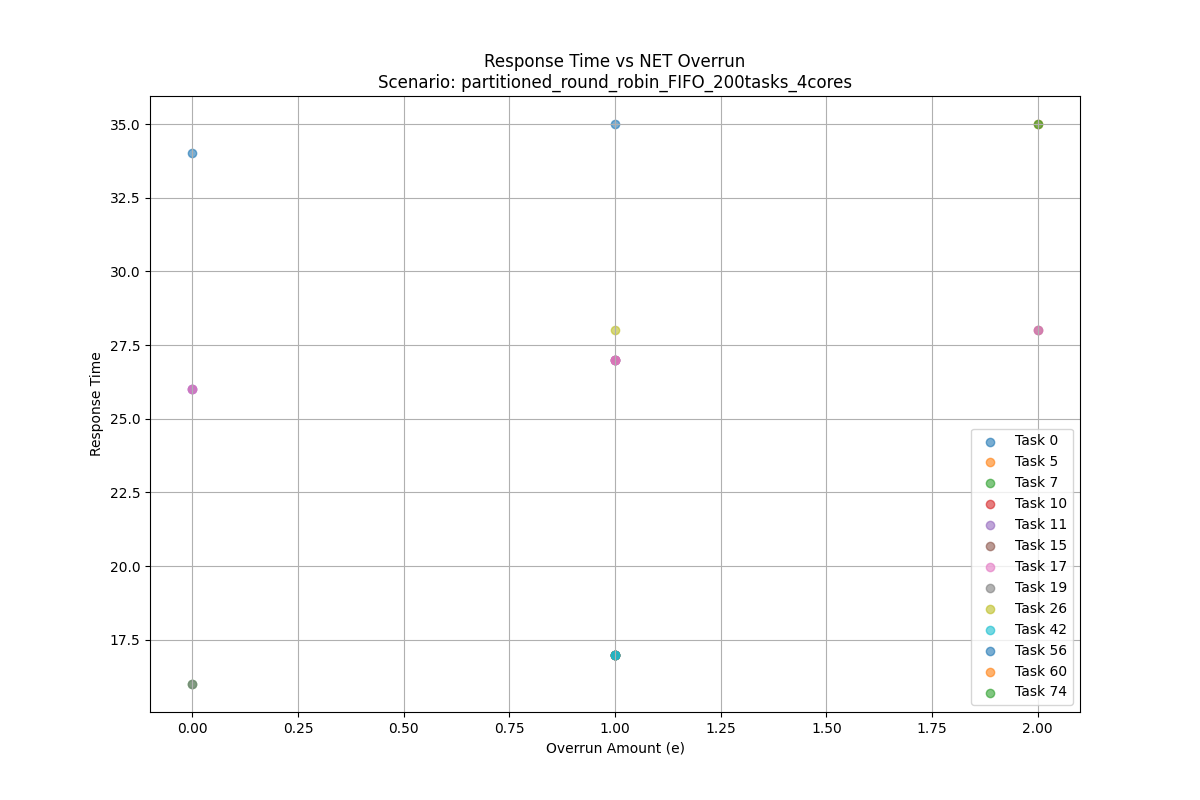 Response Time vs NET Overrun
Scenario: partitioned_round_robin_FIFO_200tasks_4cores
35.0
32.5
30.0
27.5
25.0
22.5
20.0
17.5
Response Time
Task 0
Task 5
Task 7
Task 10
Task 11
Task 15
Task 17
Task 19
Task 26
Task 42
Task 56
Task 60
Task 74
0.00 0.25 0.50 0.75 1.00 1.25 1.50 1.75 2.00
Overrun Amount (e)